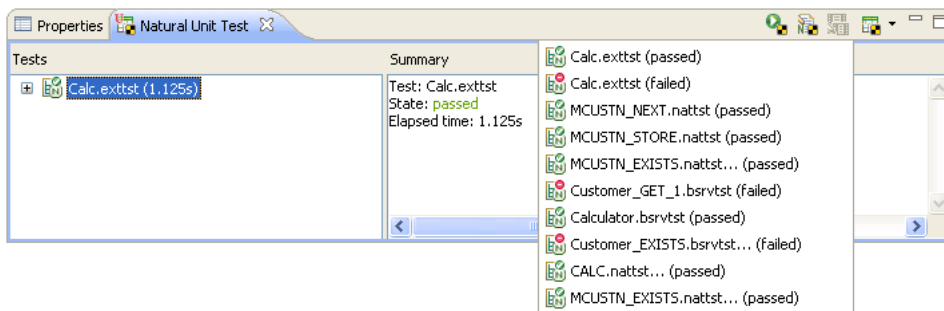 Properties
Natural Unit Test
Tests
Summary
Calc.exttst (1.125s)
Test: Calc.exttst
State: passed
Elapsed time: 1.125s
Calc.exttst (passed)
Calc.exttst (failed)
MCUSTN_NEXT.nattst (passed)
MCUSTN_STORE.nattst (passed)
MCUSTN_EXISTS.nattst... (passed)
Customer_GET_1.bsrvtst (failed)
Calculator.bsrvtst (passed)
Customer_EXISTS.bsrvtst... (failed)
CALC.nattst... (passed)
MCUSTN_EXISTS.nattst... (passed)